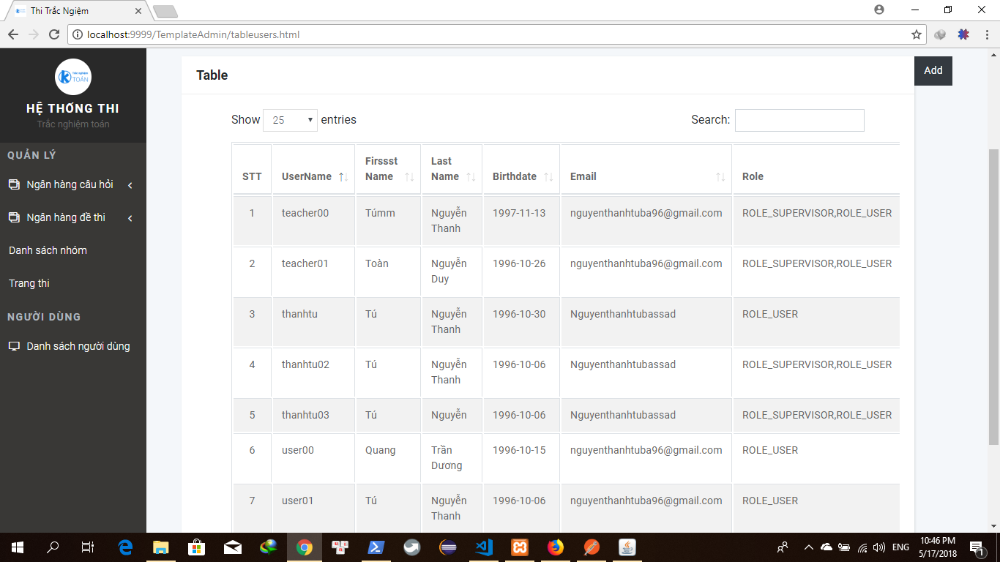 Thi Trắc Ngiệm
localhost:9999/TemplateAdmin/tableusers.html
Trắc nghiệm
TOÁN
HỆ THỐNG THI
Trắc nghiệm toán
QUẢN LÝ
Ngân hàng câu hỏi
Ngân hàng đề thi
Danh sách nhóm
Trang thi
NGƯỜI DÙNG
Danh sách người dùng
Table
Add
Show 25 entries
Search:
STT UserName Firssst Name Last Name Birthdate Email Role
1 teacher00 Túmm Nguyễn Thanh 1997-11-13 nguyenthanhtuba96@gmail.com ROLE_SUPERVISOR,ROLE_USER
2 teacher01 Toàn Nguyễn Duy 1996-10-26 nguyenthanhtuba96@gmail.com ROLE_SUPERVISOR,ROLE_USER
3 thanhtu Tú Nguyễn Thanh 1996-10-30 Nguyenthanhtubassad ROLE_USER
4 thanhtu02 Tú Nguyễn Thanh 1996-10-06 Nguyenthanhtubassad ROLE_SUPERVISOR,ROLE_USER
5 thanhtu03 Tú Nguyễn 1996-10-06 Nguyenthanhtubassad ROLE_SUPERVISOR,ROLE_USER
6 user00 Quang Trần Dương 1996-10-15 nguyenthanhtuba96@gmail.com ROLE_USER
7 user01 Tú Nguyễn Thanh 1996-10-06 nguyenthanhtuba96@gmail.com ROLE_USER
ENG
10:46 PM
5/17/2018
1